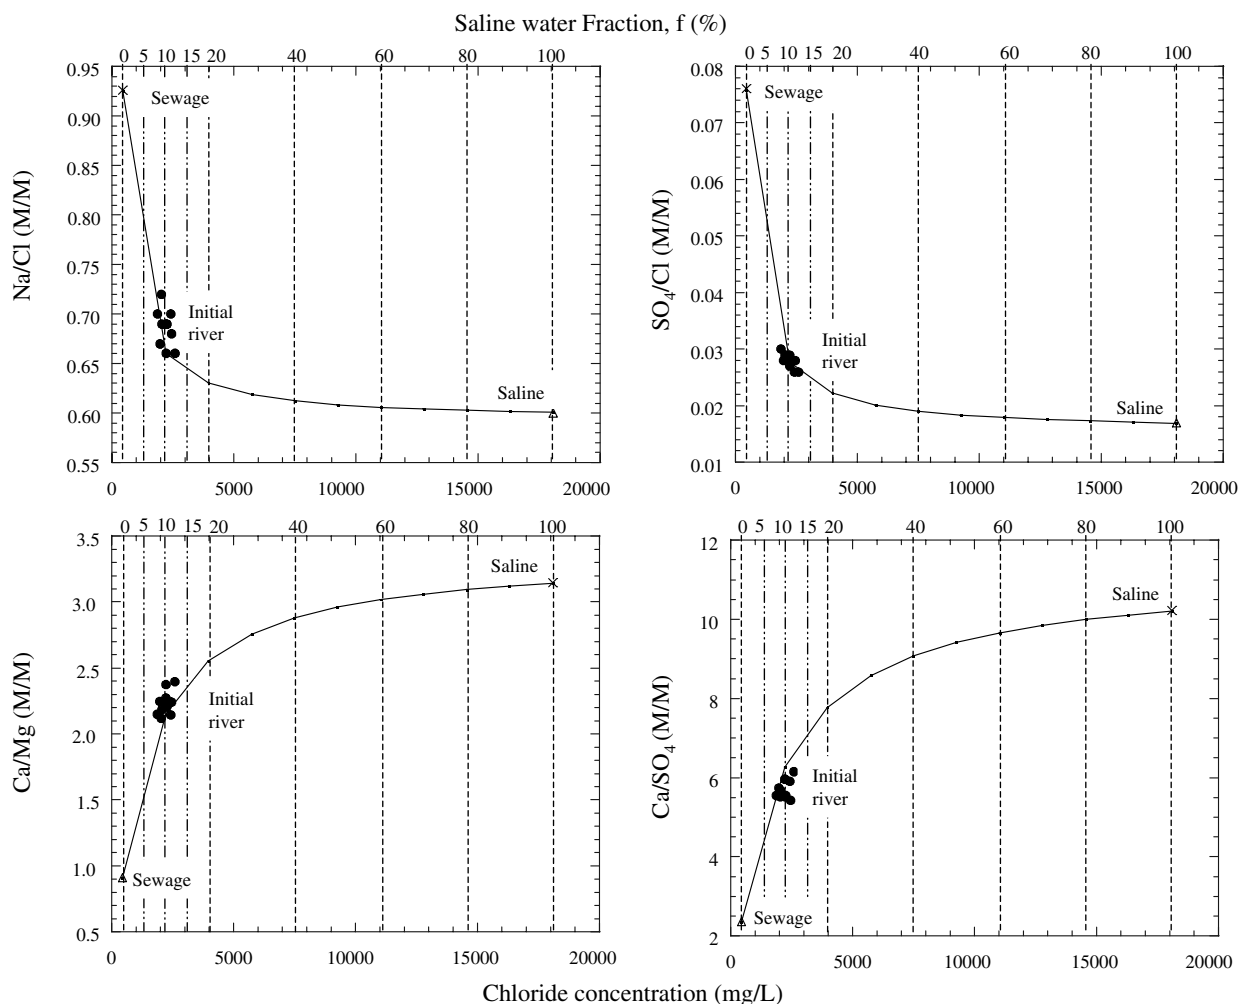 Saline water Fraction, f (%)
0 5 10 15 20 40 60 80 100
0.95
0.90
0.85
0.80
0.75
0.70
0.65
0.60
0.55
Na/Cl (M/M)
Sewage
Initial
river
Saline
0 5000 10000 15000 20000
0 5 10 15 20 40 60 80 100
0.08
0.07
0.06
0.05
0.04
0.03
0.02
0.01
SO4/Cl (M/M)
Sewage
Initial
river
Saline
0 5000 10000 15000 20000
0 5 10 15 20 40 60 80 100
3.5
3.0
2.5
2.0
1.5
1.0
0.5
Ca/Mg (M/M)
Saline
Initial
river
Sewage
0 5000 10000 15000 20000
0 5 10 15 20 40 60 80 100
12
10
8
6
4
2
Ca/SO4 (M/M)
Saline
Initial
river
Sewage
0 5000 10000 15000 20000
Chloride concentration (mg/L)